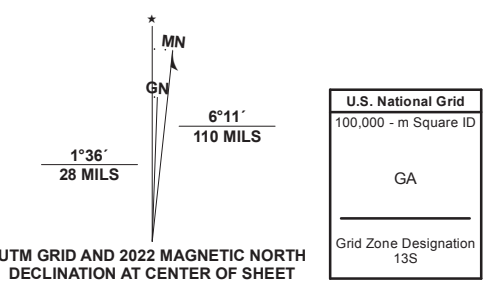 ★
MN
GN
6°11´
110 MILS
1°36´
28 MILS
UTM GRID AND 2022 MAGNETIC NORTH
DECLINATION AT CENTER OF SHEET
U.S. National Grid
100,000 - m Square ID
GA
Grid Zone Designation
13S